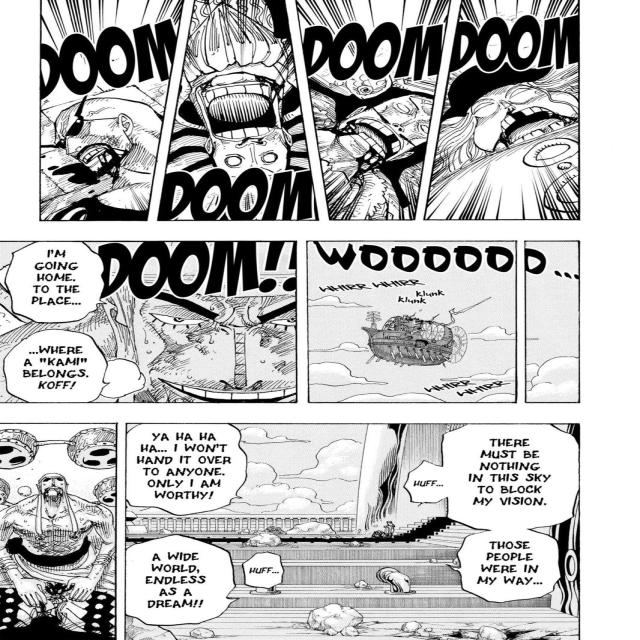 DOOM
DOOM
DOOM
DOOM
I'M
GOING
HOME.
TO THE
PLACE...
...WHERE
A "KAMI"
BELONGS.
KOFF!
DOOM!!
WOOOOOOO...
WHIRR WHIRR
Klunk
Klunk
WHIRR
WHIRR
YA HA HA
HA... I WON'T
HAND IT OVER
TO ANYONE.
ONLY I AM
WORTHY!
HUFF...
THERE
MUST BE
NOTHING
IN THIS SKY
TO BLOCK
MY VISION.
A WIDE
WORLD,
ENDLESS
AS A
DREAM!!
HUFF...
THOSE
PEOPLE
WERE IN
MY WAY...